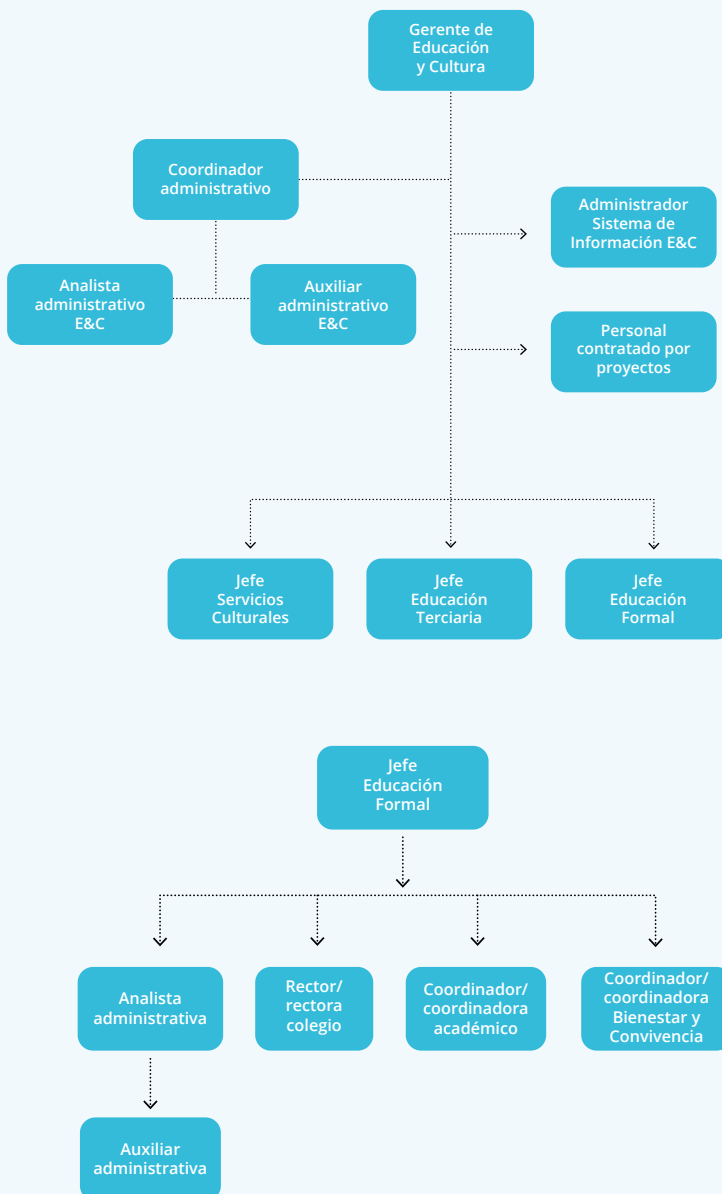 Gerente de
Educación
y Cultura
Coordinador
administrativo
Administrador
Sistema de
Información E&C
Analista
administrativo
E&C
Auxiliar
administrativo
E&C
Personal
contratado por
proyectos
Jefe
Servicios
Culturales
Jefe
Educación
Terciaria
Jefe
Educación
Formal
Jefe
Educación
Formal
Analista
administrativa
Rector/
rectora
colegio
Coordinador/
coordinadora
académico
Coordinador/
coordinadora
Bienestar y
Convivencia
Auxiliar
administrativa